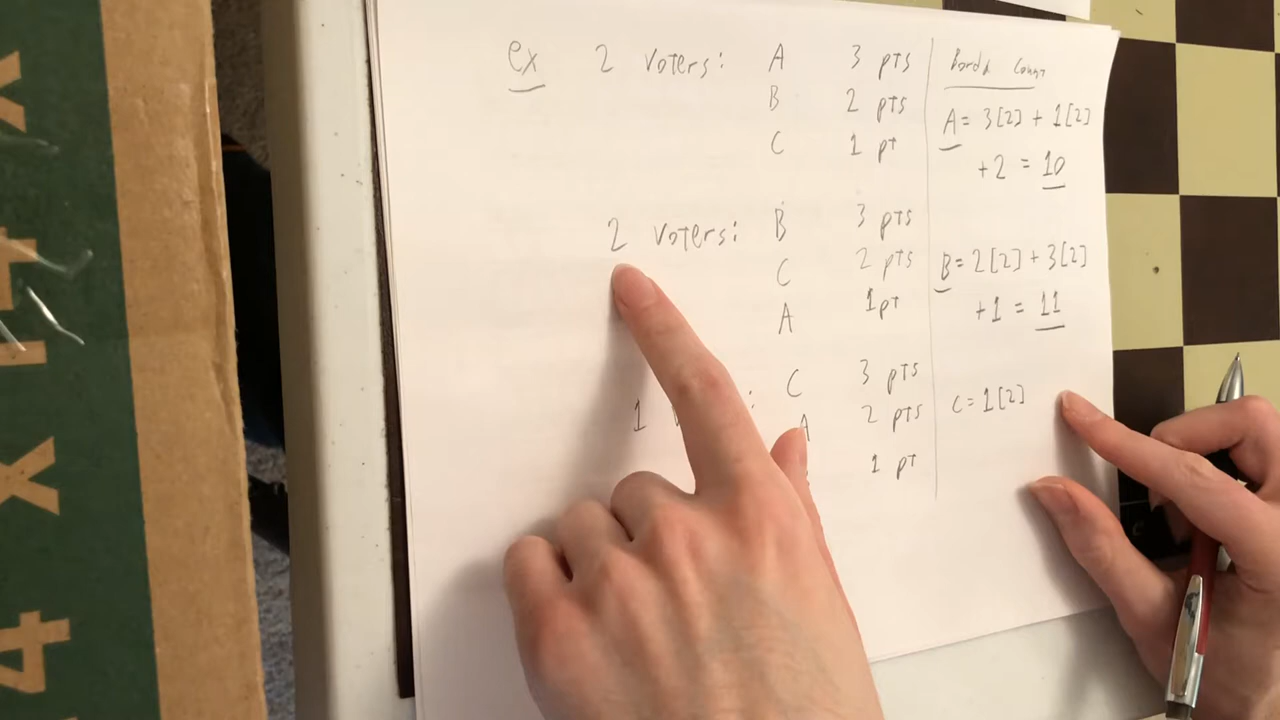 ex 2 voters: A 3 pts
B 2 pts
C 1 pt
2 voters: B 3 pts
C 2 pts
A 1 pt
1 : C 3 pts
A 2 pts
1 pt
Borda Count
A = 3[2] + 1[2]
+2 = 10
B = 2[2] + 3[2]
+1 = 11
C = 1[2]
4 X